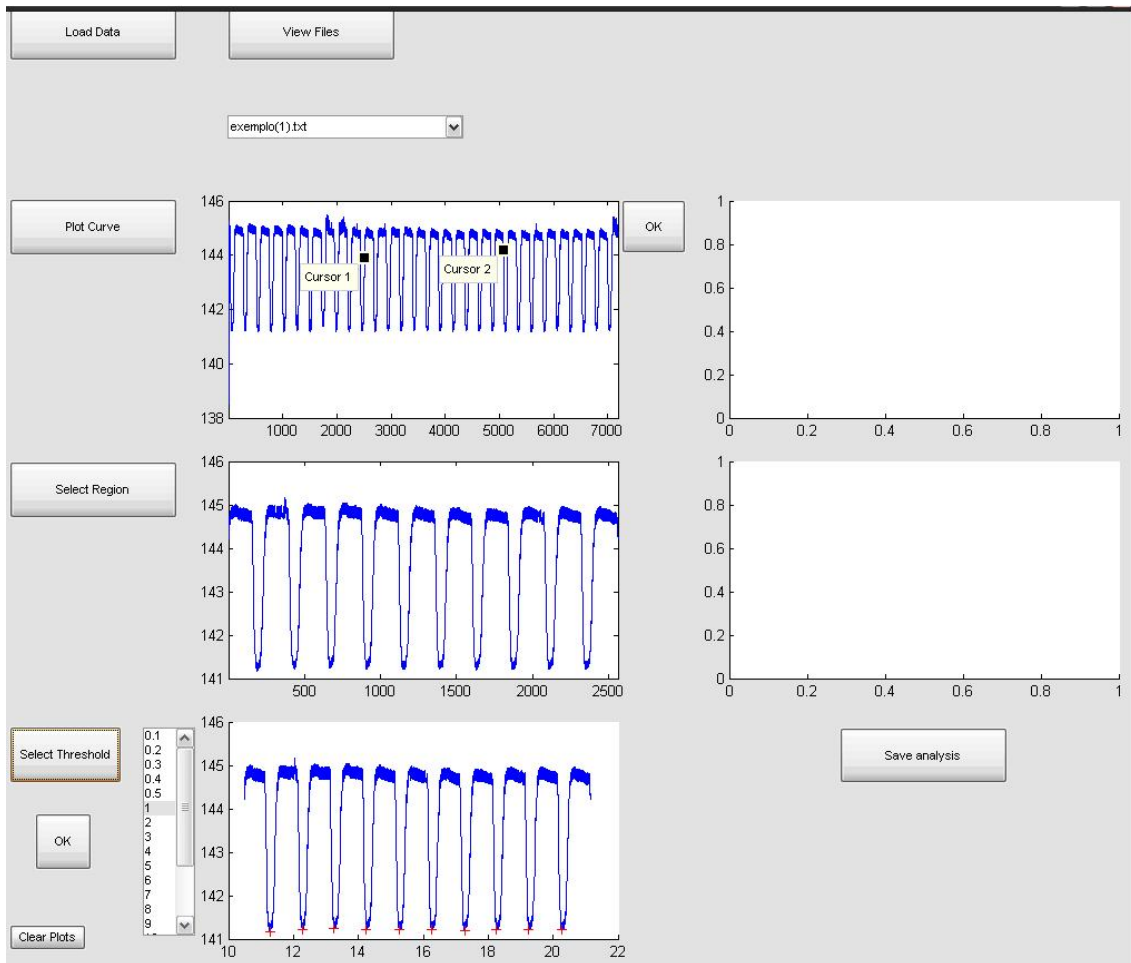 Load Data
View Files
exemplo(1).txt
Plot Curve
146
144
142
140
138
1000 2000 3000 4000 5000 6000 7000
Cursor 1
Cursor 2
OK
1
0.8
0.6
0.4
0.2
0
0 0.2 0.4 0.6 0.8 1
Select Region
146
145
144
143
142
141
500 1000 1500 2000 2500
1
0.8
0.6
0.4
0.2
0
0 0.2 0.4 0.6 0.8 1
Select Threshold
OK
Clear Plots
0.1
0.2
0.3
0.4
0.5
1
2
3
4
5
6
7
8
9
146
145
144
143
142
141
10 12 14 16 18 20 22
Save analysis